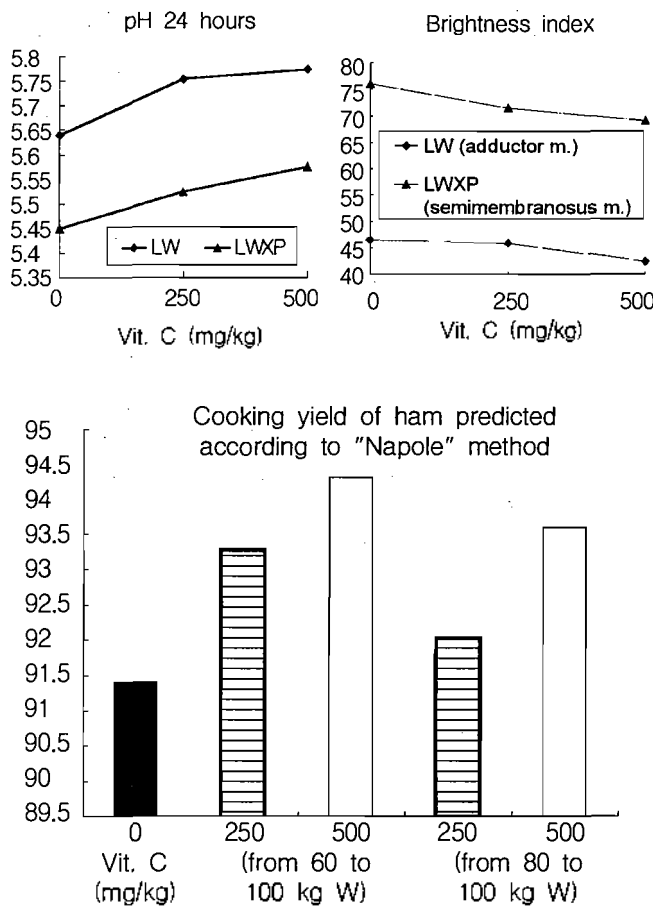 pH 24 hours
5.8
5.75
5.65
5.6
5.55
5.5
5.45
5.4
5.35
LW
LWXP
0
250
500
Vit. C (mg/kg)
Brightness index
80
75
70
65
60
55
50
45
40
LW (adductor m.)
LWXP
(semimembranosus m.)
0
250
500
Vit. C (mg/kg)
Cooking yield of ham predicted
according to "Napole" method
95
94.5
94
93.5
93
92.5
92
91.5
91
90.5
90
89.5
0
250
500
250
500
Vit. C
(mg/kg)
(from 60 to
100 kg W)
(from 80 to
100 kg W)